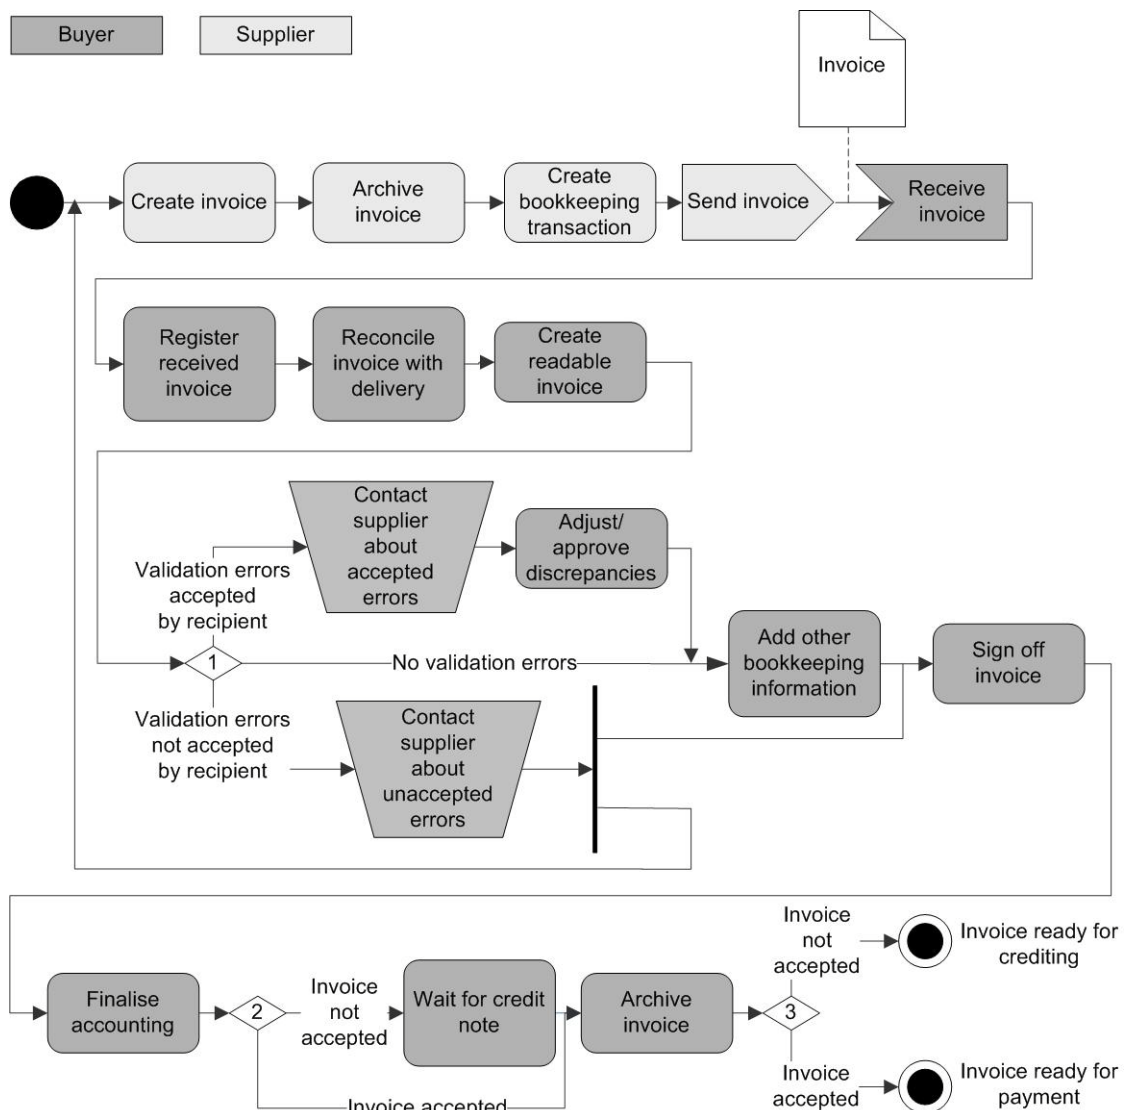 Buyer
Supplier
Invoice
Create invoice
Archive
invoice
Create
bookkeeping
transaction
Send invoice
Receive
invoice
Register
received
invoice
Reconcile
invoice with
delivery
Create
readable
invoice
Contact
supplier
about
accepted
errors
Adjust/
approve
discrepancies
Validation errors
accepted
by recipient
1
No validation errors
Add other
bookkeeping
information
Sign off
invoice
Validation errors
not accepted
by recipient
Contact
supplier
about
unaccepted
errors
Finalise
accounting
2
Invoice
not
accepted
Wait for credit
note
Archive
invoice
3
Invoice
not
accepted
Invoice ready for
crediting
Invoice
accepted
Invoice ready for
payment
Invoice accepted